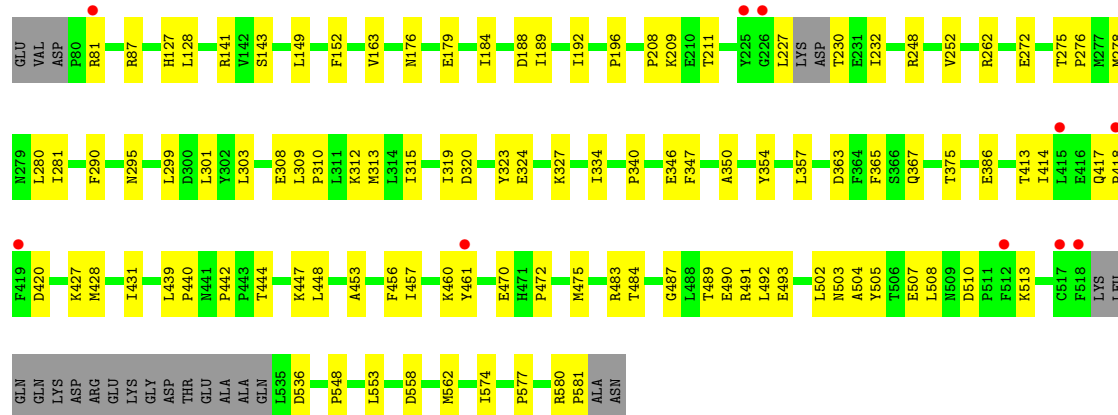 GLU VAL ASP P80 R81 R87 H127 L128 R141 V142 S143 L149 F152 V163 N176 E179 I184 D188 I189 I192 P196 P208 K209 E210 T211 Y225 G226 L227 LYS ASP T230 E231 I232 R248 V252 R262 E272 T275 P276 M277 M278
N279 L280 I281 F290 N295 L299 D300 L301 Y302 L303 E308 L309 P310 L311 K312 M313 L314 I315 I319 D320 Y323 E324 K327 I334 P340 E346 F347 A350 Y354 L357 D363 F364 F365 S366 Q367 T375 E386 T413 I414 L415 E416 Q417
F419 D420 K427 M428 I431 L439 P440 N441 P442 P443 T444 K447 L448 A453 F456 I457 K460 Y461 E470 H471 P472 M475 R483 T484 G487 L488 T489 E490 R491 L492 E493 L502 N503 A504 Y505 T506 E507 L508 N509 D510 P511 F512 K513 C517 F518 LYS
GLN GLN LYS ASP ARG GLU LYS GLY ASP THR GLU ALA ALA GLN L535 D536 P548 L553 D558 M562 I574 P577 R580 P581 ALA ASN